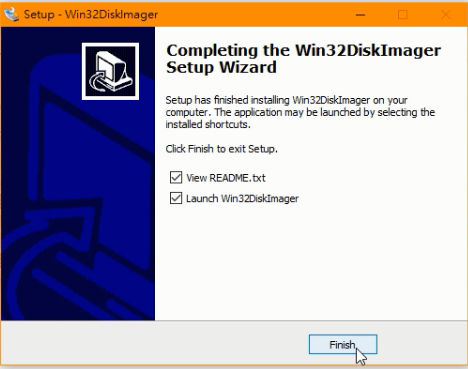 Setup - Win32DiskImager
Completing the Win32DiskImager
Setup Wizard
Setup has finished installing Win32DiskImager on your
computer. The application may be launched by selecting the
installed shortcuts.
Click Finish to exit Setup.
View README.txt
Launch Win32DiskImager
Finish